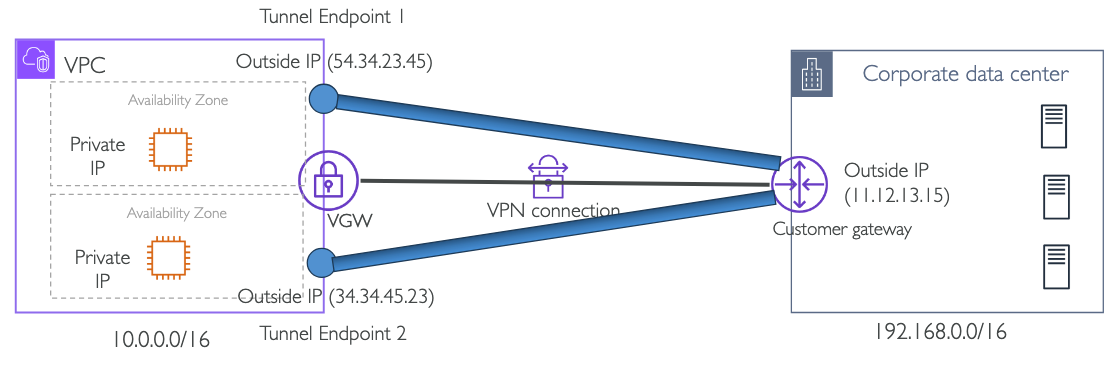 Tunnel Endpoint 1
Outside IP (54.34.23.45)
VPC
Corporate data center
Availability Zone
Private
IP
Outside IP
(11.12.13.15)
VPN connection
Availability Zone
VGW
Customer gateway
Private
IP
Outside IP (34.34.45.23)
Tunnel Endpoint 2
10.0.0.0/16
192.168.0.0/16